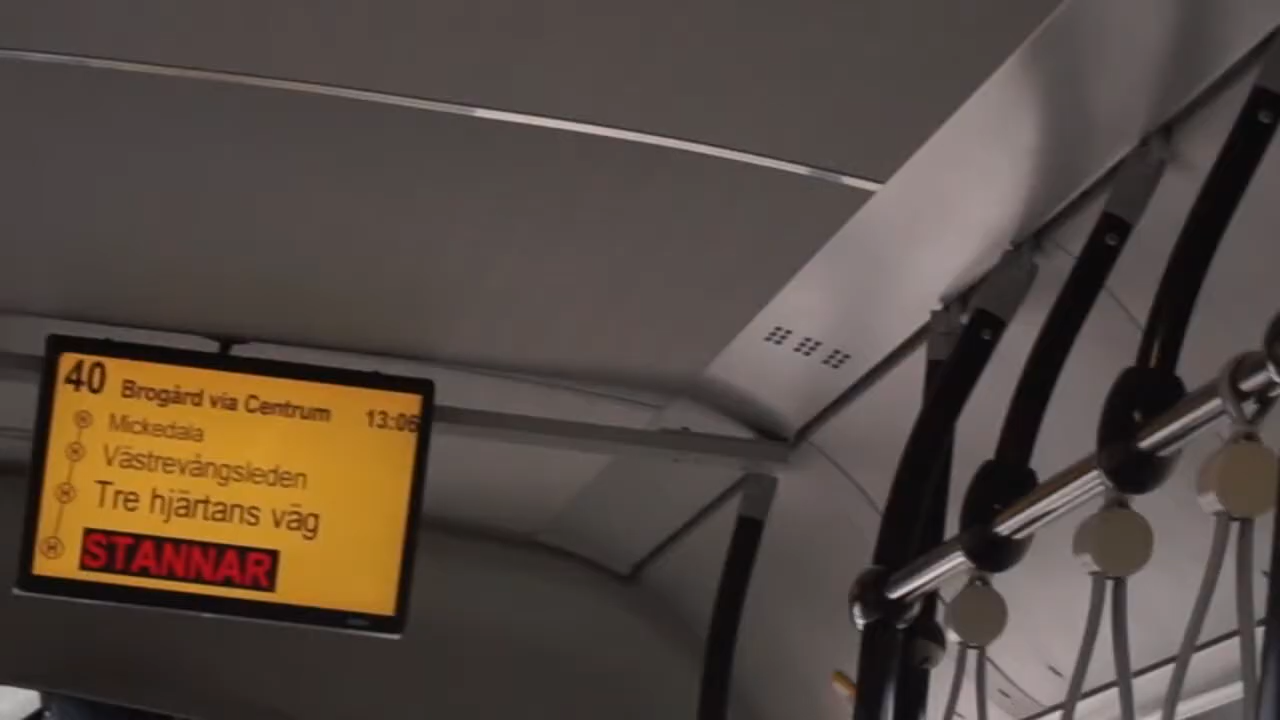 40 Brogård via Centrum 13:06
Mickedala
Västrevångsleden
Tre hjärtans väg
STANNAR